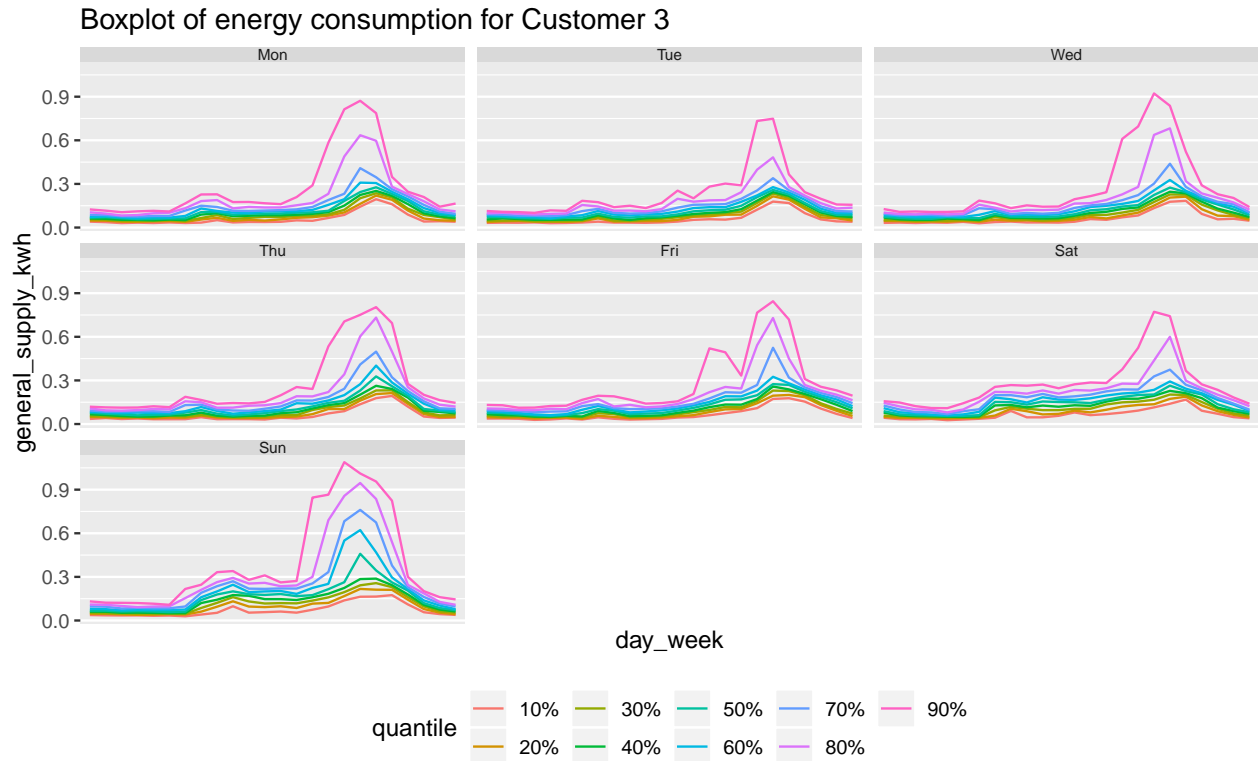 Boxplot of energy consumption for Customer 3
Mon Tue Wed
0.9
0.6
0.3
0.0
Thu Fri Sat
0.9
0.6
0.3
0.0
Sun
0.9
0.6
0.3
0.0
general_supply_kwh
day_week
quantile
10% 30% 50% 70% 90%
20% 40% 60% 80%